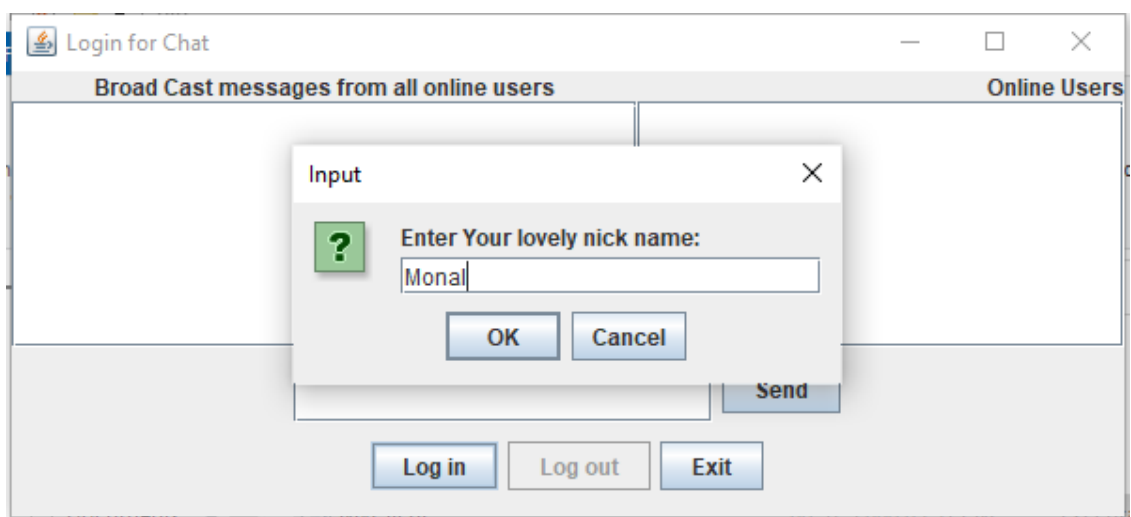 Login for Chat
Broad Cast messages from all online users Online Users
Input
Enter Your lovely nick name:
Monal
OK Cancel
Send
Log in Log out Exit